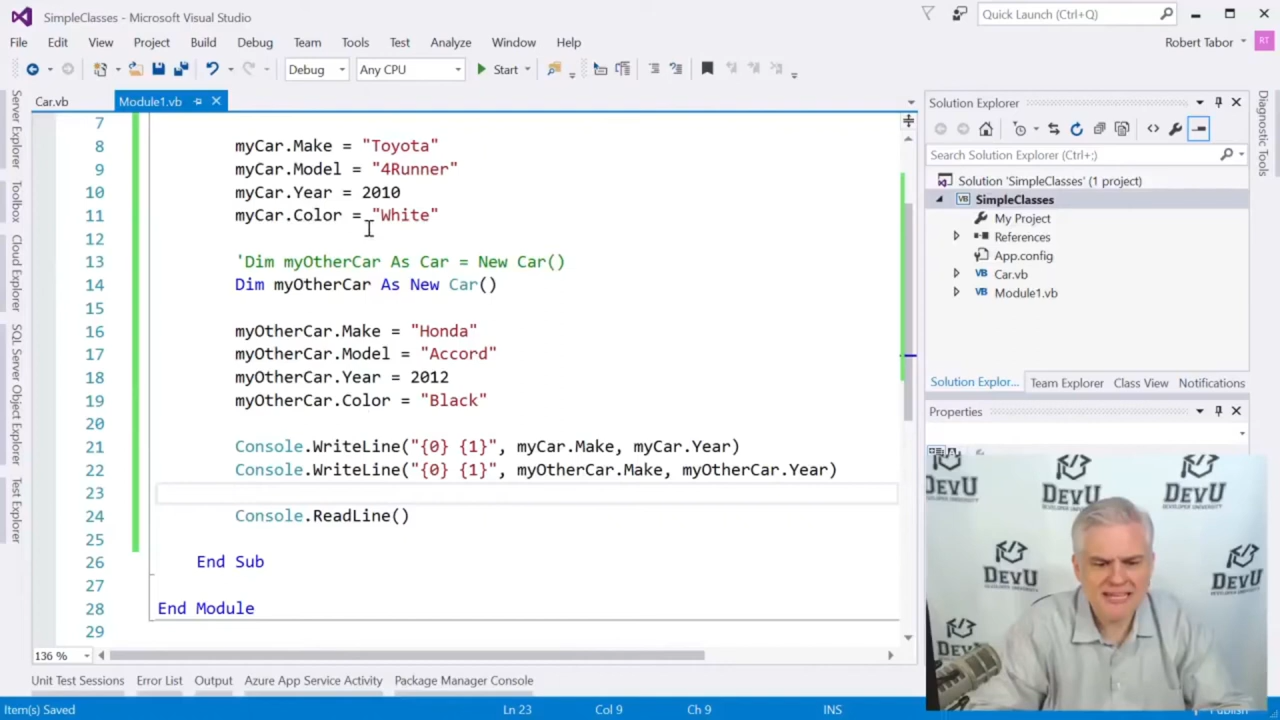 SimpleClasses - Microsoft Visual Studio
Quick Launch (Ctrl+Q)
File Edit View Project Build Debug Team Tools Test Analyze Window Help
Robert Tabor RT
Debug Any CPU Start
Car.vb Module1.vb
7
8 myCar.Make = "Toyota"
9 myCar.Model = "4Runner"
10 myCar.Year = 2010
11 myCar.Color = "White"
12
13 'Dim myOtherCar As Car = New Car()
14 Dim myOtherCar As New Car()
15
16 myOtherCar.Make = "Honda"
17 myOtherCar.Model = "Accord"
18 myOtherCar.Year = 2012
19 myOtherCar.Color = "Black"
20
21 Console.WriteLine("{0} {1}", myCar.Make, myCar.Year)
22 Console.WriteLine("{0} {1}", myOtherCar.Make, myOtherCar.Year)
23
24 Console.ReadLine()
25
26 End Sub
27
28 End Module
29
136 %
Server Explorer
Toolbox
Cloud Explorer
SQL Server Object Explorer
Test Explorer
Solution Explorer
Search Solution Explorer (Ctrl+;)
Solution 'SimpleClasses' (1 project)
SimpleClasses
My Project
References
App.config
Car.vb
Module1.vb
Solution Explor... Team Explorer Class View Notifications
Properties
Diagnostic Tools
DEVU DEVU DEVU
DEVELOPER UNIVERSITY DEVELOPER UNIVERSITY
DEVU DEVU
Unit Test Sessions Error List Output Azure App Service Activity Package Manager Console
Item(s) Saved Ln 23 Col 9 Ch 9 INS